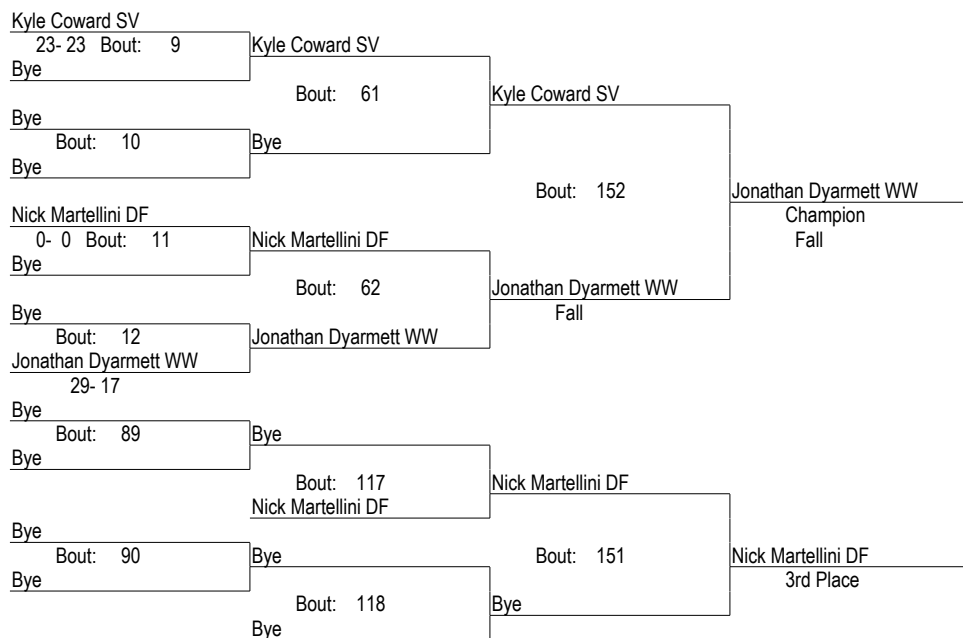 Kyle Coward SV
23- 23 Bout: 9
Kyle Coward SV
Bye
Bout: 61
Kyle Coward SV
Bye
Bout: 10
Bye
Bye
Bout: 152
Jonathan Dyarmett WW
Nick Martellini DF
Champion
0- 0 Bout: 11
Nick Martellini DF
Fall
Bye
Bout: 62
Jonathan Dyarmett WW
Bye
Fall
Bout: 12
Jonathan Dyarmett WW
Jonathan Dyarmett WW
29- 17
Bye
Bout: 89
Bye
Bye
Bout: 117
Nick Martellini DF
Nick Martellini DF
Bye
Bout: 90
Bye
Bout: 151
Nick Martellini DF
Bye
3rd Place
Bout: 118
Bye
Bye